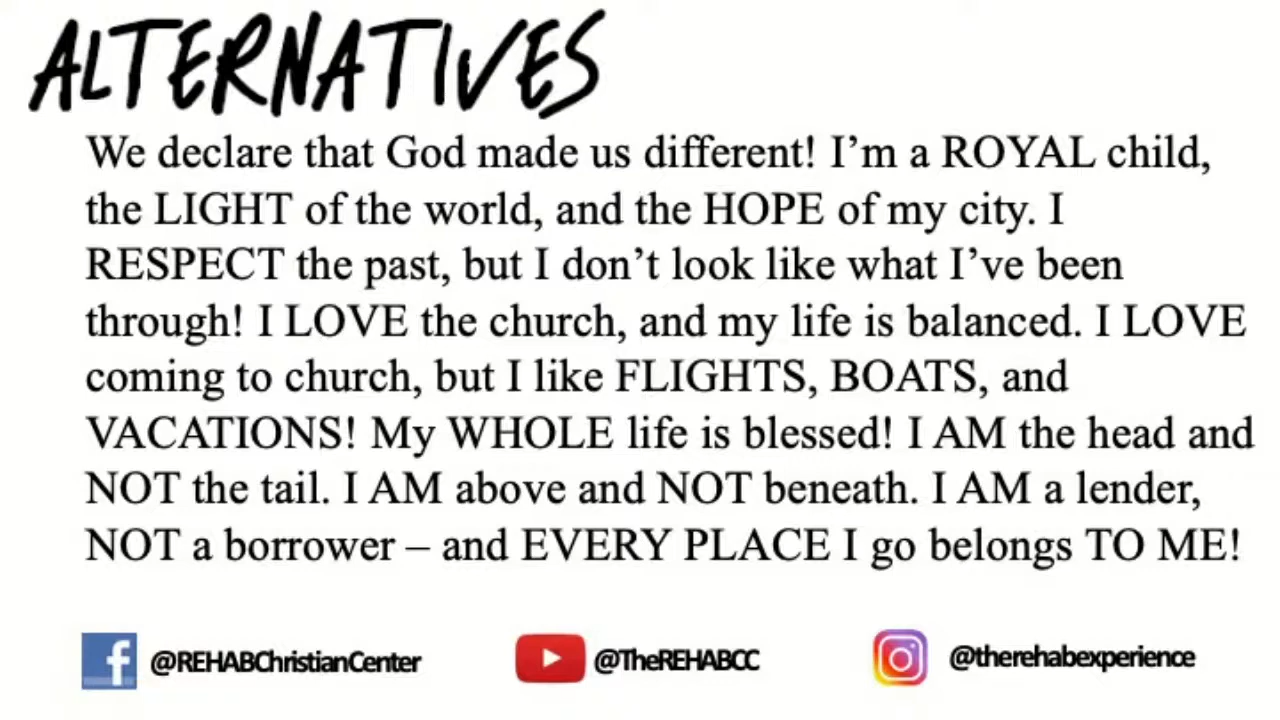 ALTERNATIVES
We declare that God made us different! I’m a ROYAL child,
the LIGHT of the world, and the HOPE of my city. I
RESPECT the past, but I don’t look like what I’ve been
through! I LOVE the church, and my life is balanced. I LOVE
coming to church, but I like FLIGHTS, BOATS, and
VACATIONS! My WHOLE life is blessed! I AM the head and
NOT the tail. I AM above and NOT beneath. I AM a lender,
NOT a borrower – and EVERY PLACE I go belongs TO ME!
f @REHABChristianCenter @TheREHABCC @therehabexperience